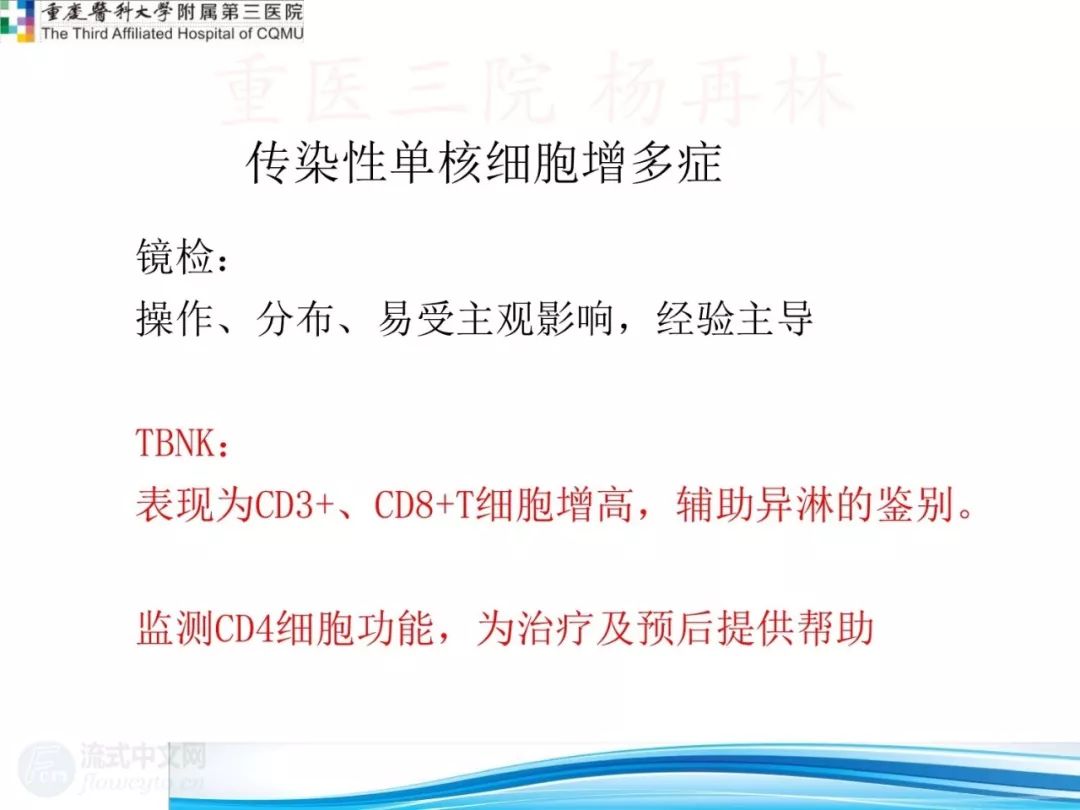 重庆医科大学附属第三医院
The Third Affiliated Hospital of CQMU
重医三院 杨再林
传染性单核细胞增多症
镜检：
操作、分布、易受主观影响，经验主导
TBNK：
表现为CD3+、CD8+T细胞增高，辅助异淋的鉴别。
监测CD4细胞功能，为治疗及预后提供帮助
流式中文网
flowcyto.cn